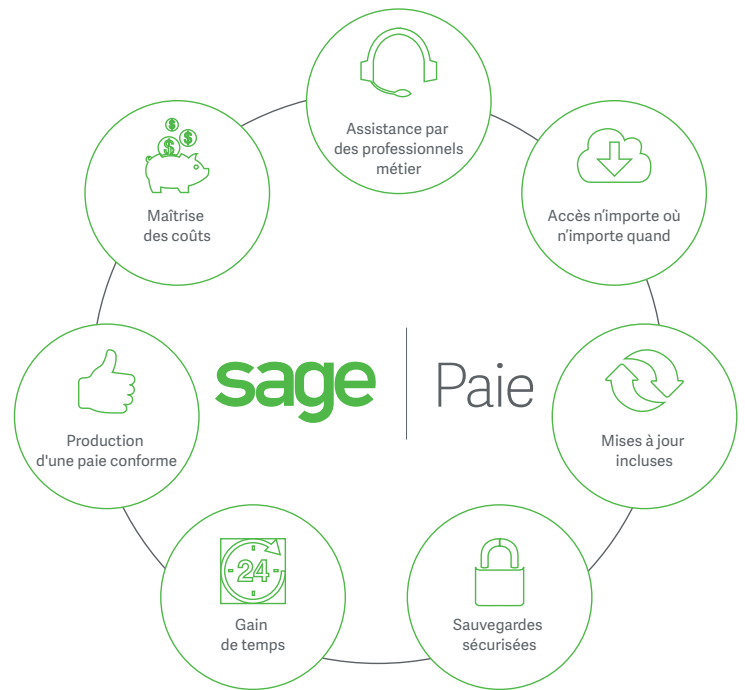 Assistance par
des professionnels
métier
Accès n’importe où
n’importe quand
Mises à jour
incluses
Sauvegardes
sécurisées
24
Gain
de temps
Production
d'une paie conforme
$
$
$
Maîtrise
des coûts
sage | Paie